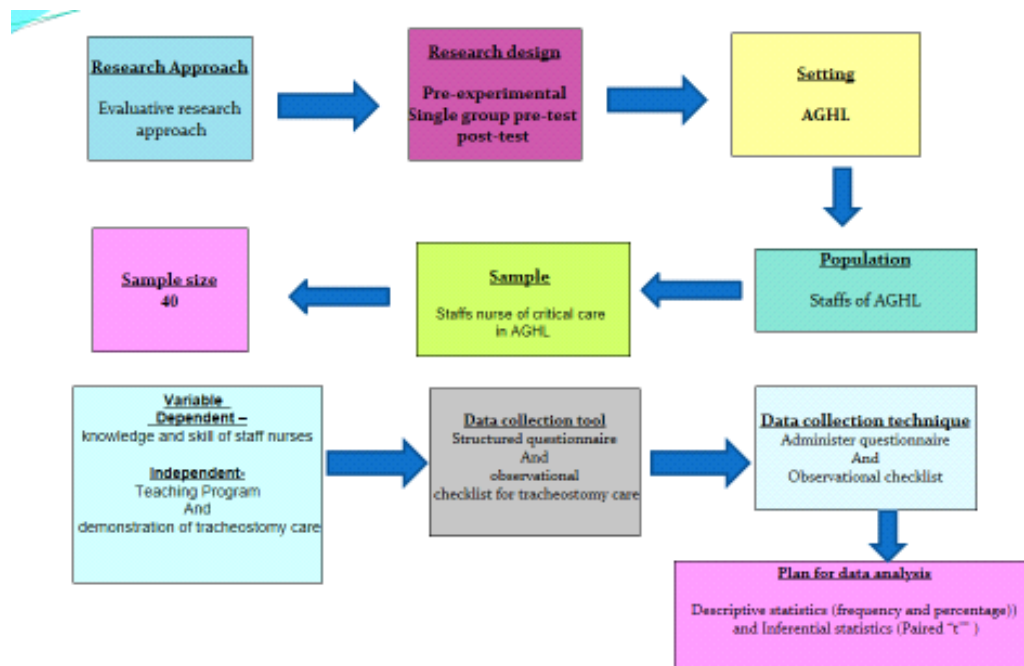 Research Approach
Evaluative research
approach
Research design
Pre-experimental
Single group pre-test
post-test
Setting
AGHL
Population
Staffs of AGHL
Sample
Staffs nurse of critical care
in AGHL
Sample size
40
Variable
Dependent –
knowledge and skill of staff nurses
Independent-
Teaching Program
And
demonstration of tracheostomy care
Data collection tool
Structured questionnaire
And
observational
checklist for tracheostomy care
Data collection technique
Administer questionnaire
And
Observational checklist
Plan for data analysis
Descriptive statistics (frequency and percentage))
and Inferential statistics (Paired “t”” )